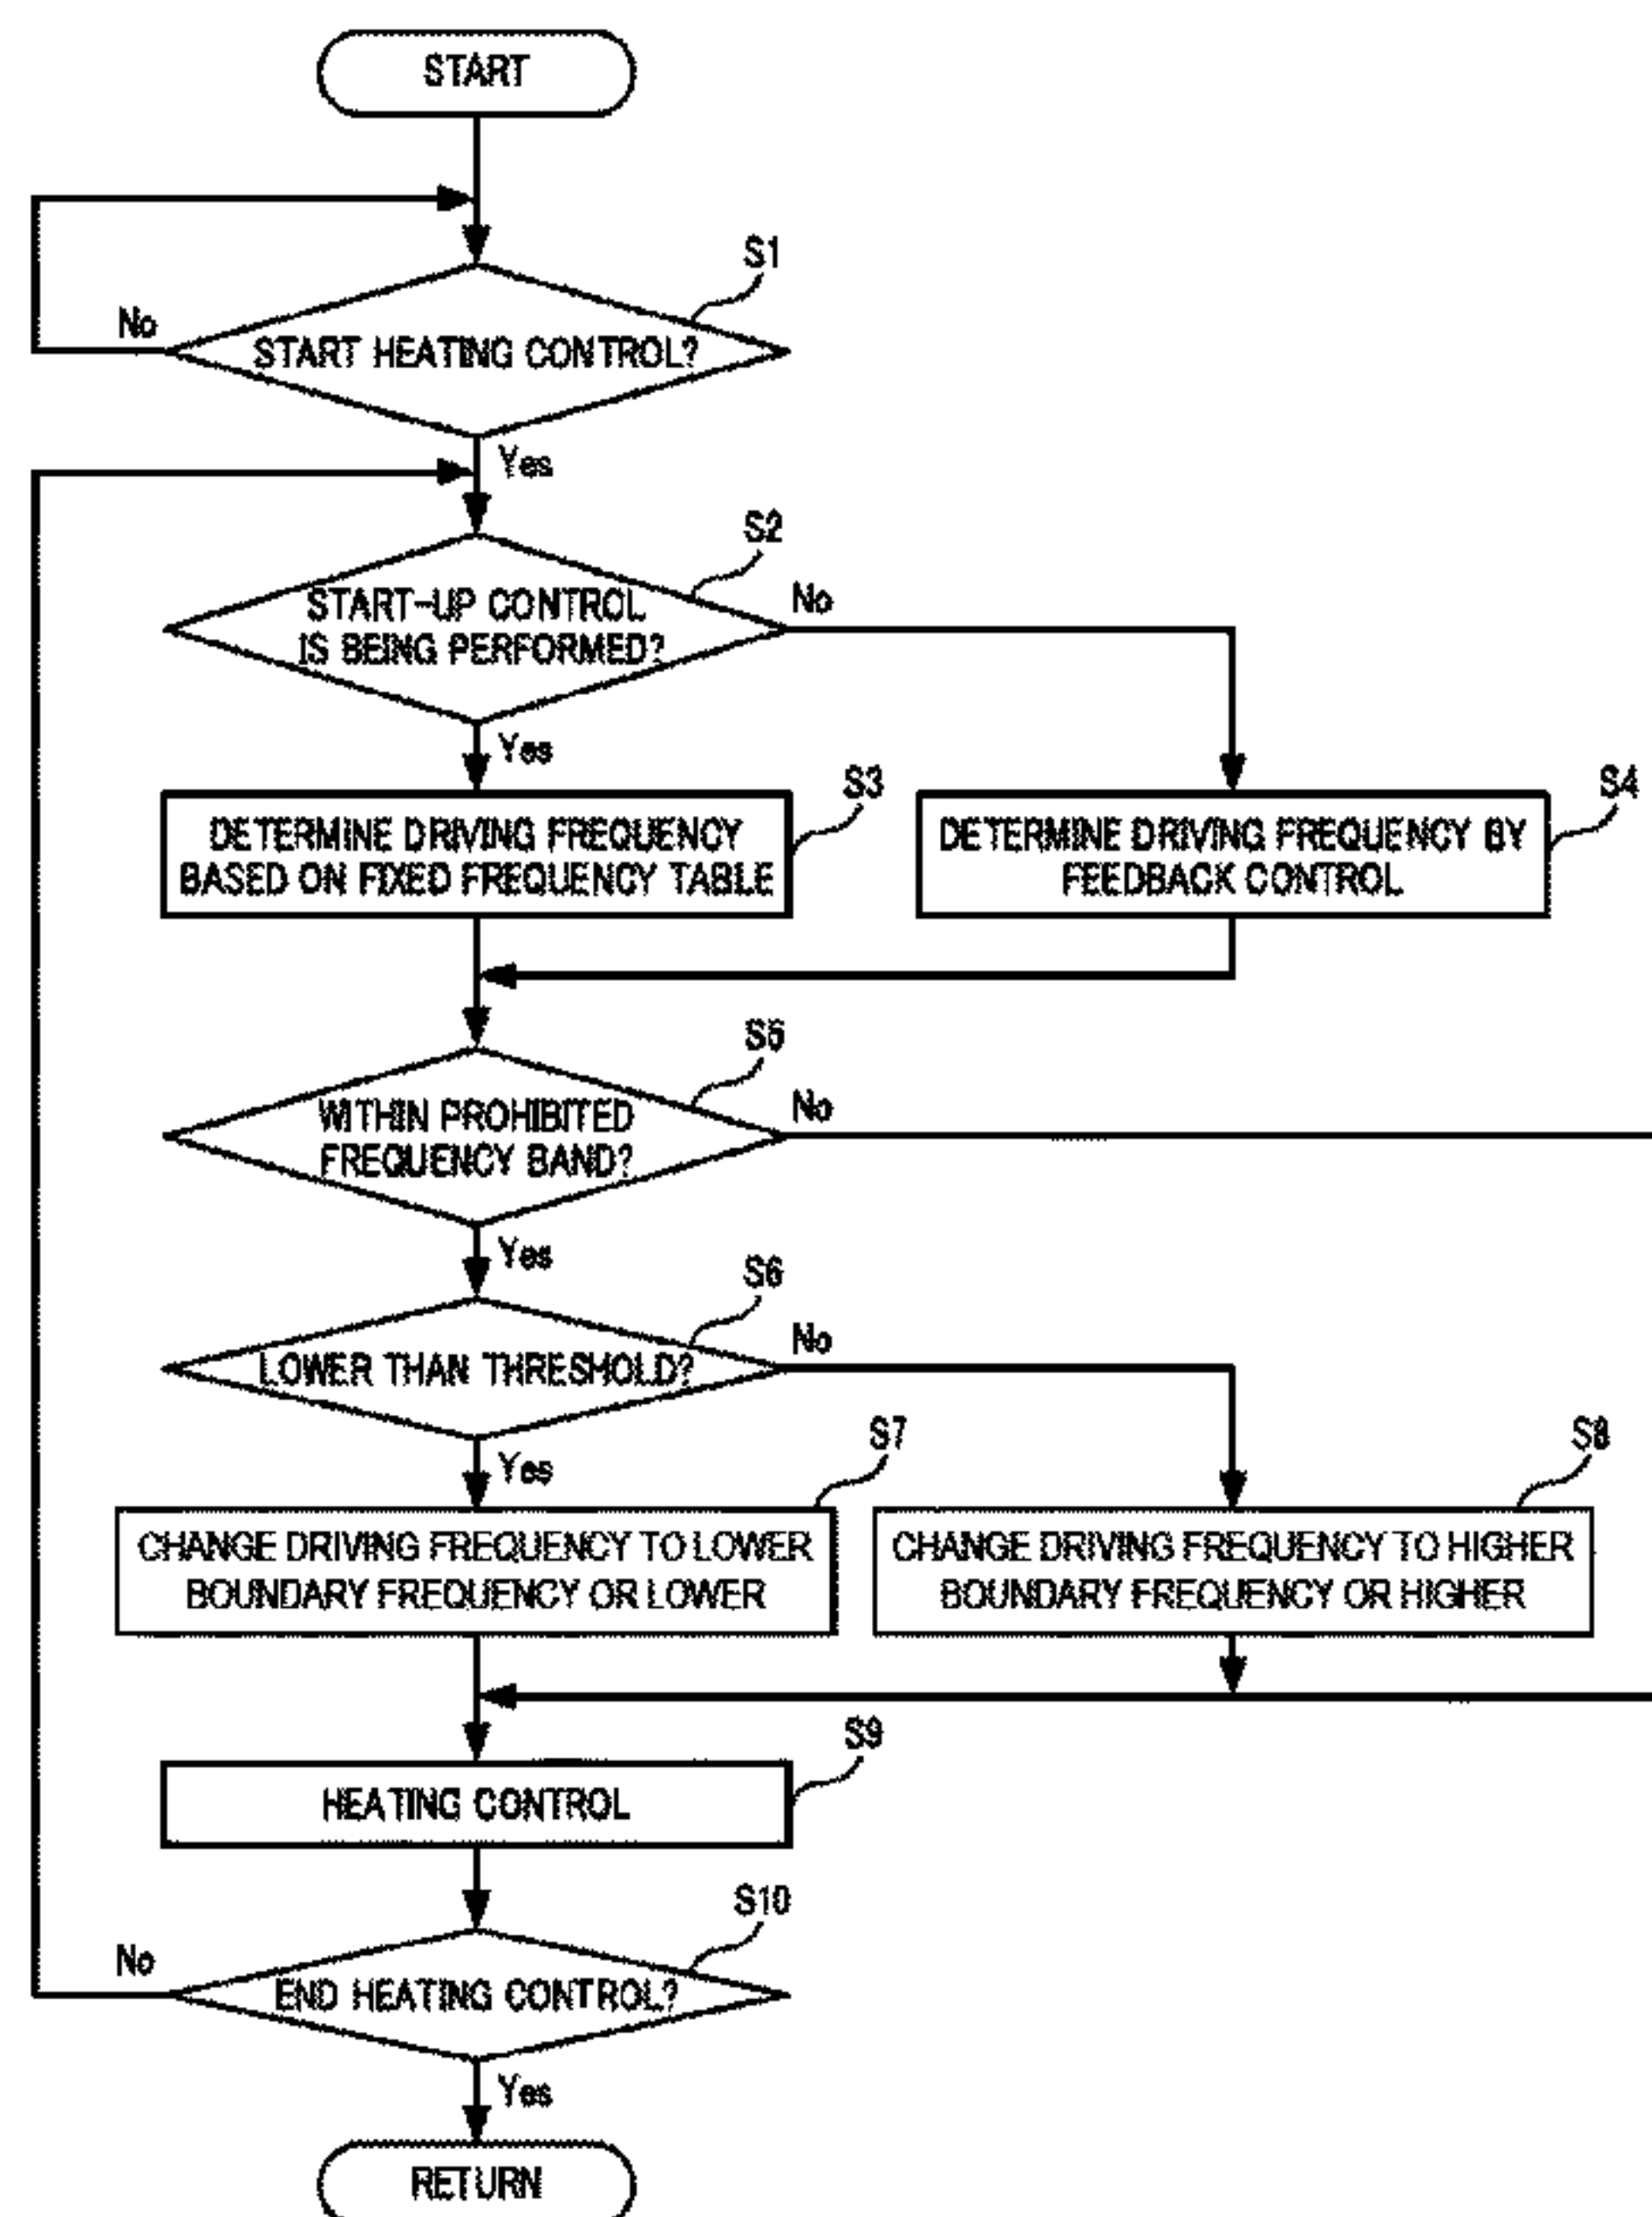 START
S1
No
START HEATING CONTROL?
Yes
S2
START-UP CONTROL
IS BEING PERFORMED?
No
Yes
S3
DETERMINE DRIVING FREQUENCY
BASED ON FIXED FREQUENCY TABLE
S4
DETERMINE DRIVING FREQUENCY BY
FEEDBACK CONTROL
S5
WITHIN PROHIBITED
FREQUENCY BAND?
No
Yes
S6
LOWER THAN THRESHOLD?
No
Yes
S7
CHANGE DRIVING FREQUENCY TO LOWER
BOUNDARY FREQUENCY OR LOWER
S8
CHANGE DRIVING FREQUENCY TO HIGHER
BOUNDARY FREQUENCY OR HIGHER
S9
HEATING CONTROL
S10
No
END HEATING CONTROL?
Yes
RETURN